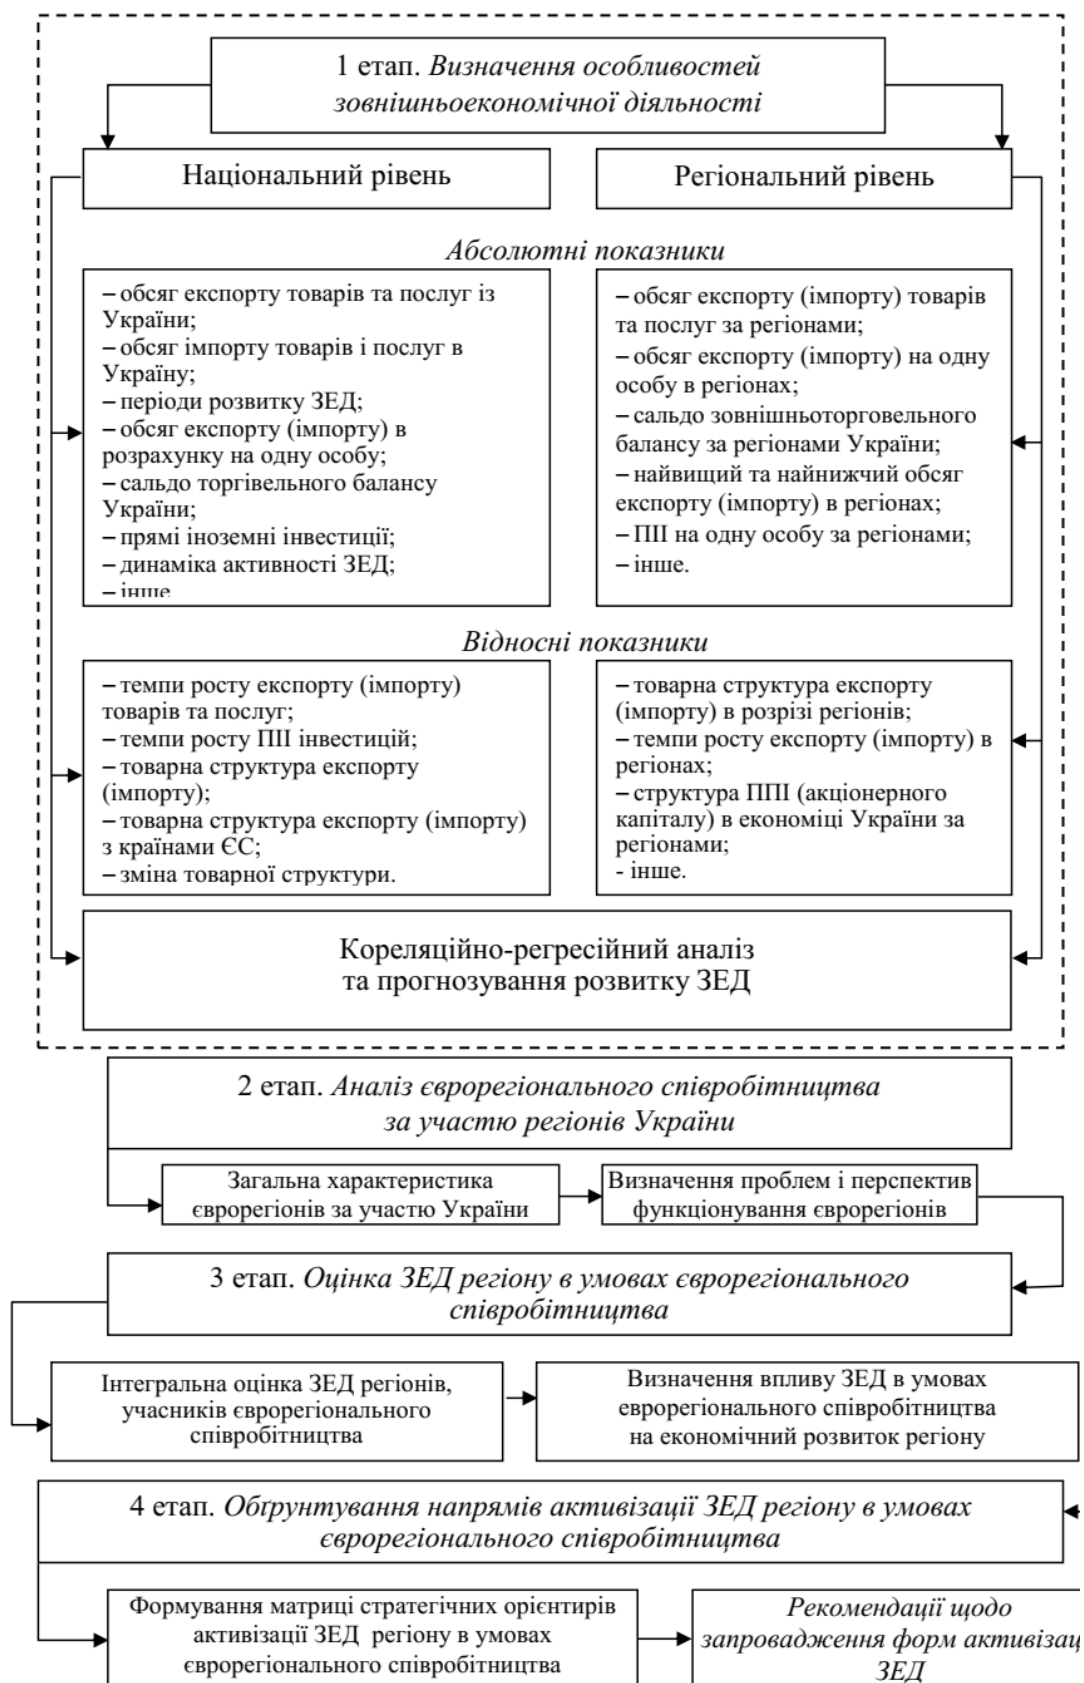 1 етап. Визначення особливостей
зовнішньоекономічної діяльності
Національний рівень
Регіональний рівень
Абсолютні показники
– обсяг експорту товарів та послуг із
України;
– обсяг імпорту товарів і послуг в
Україну;
– періоди розвитку ЗЕД;
– обсяг експорту (імпорту) в
розрахунку на одну особу;
– сальдо торгівельного балансу
України;
– прямі іноземні інвестиції;
– динаміка активності ЗЕД;
– інше
– обсяг експорту (імпорту) товарів
та послуг за регіонами;
– обсяг експорту (імпорту) на одну
особу в регіонах;
– сальдо зовнішньоторговельного
балансу за регіонами України;
– найвищий та найнижчий обсяг
експорту (імпорту) в регіонах;
– ПІІ на одну особу за регіонами;
– інше.
Відносні показники
– темпи росту експорту (імпорту)
товарів та послуг;
– темпи росту ПІІ інвестицій;
– товарна структура експорту
(імпорту);
– товарна структура експорту (імпорту)
з країнами ЄС;
– зміна товарної структури.
– товарна структура експорту
(імпорту) в розрізі регіонів;
– темпи росту експорту (імпорту) в
регіонах;
– структура ППІ (акціонерного
капіталу) в економіці України за
регіонами;
- інше.
Кореляційно-регресійний аналіз
та прогнозування розвитку ЗЕД
2 етап. Аналіз єврорегіонального співробітництва
за участю регіонів України
Загальна характеристика
єврорегіонів за участю України
Визначення проблем і перспектив
функціонування єврорегіонів
3 етап. Оцінка ЗЕД регіону в умовах єврорегіонального
співробітництва
Інтегральна оцінка ЗЕД регіонів,
учасників єврорегіонального
співробітництва
Визначення впливу ЗЕД в умовах
еврорегіонального співробітництва
на економічний розвиток регіону
4 етап. Обґрунтування напрямів активізації ЗЕД регіону в умовах
єврорегіонального співробітництва
Формування матриці стратегічних орієнтирів
активізації ЗЕД регіону в умовах
єврорегіонального співробітництва
Рекомендації щодо
запровадження форм активізац
ЗЕД